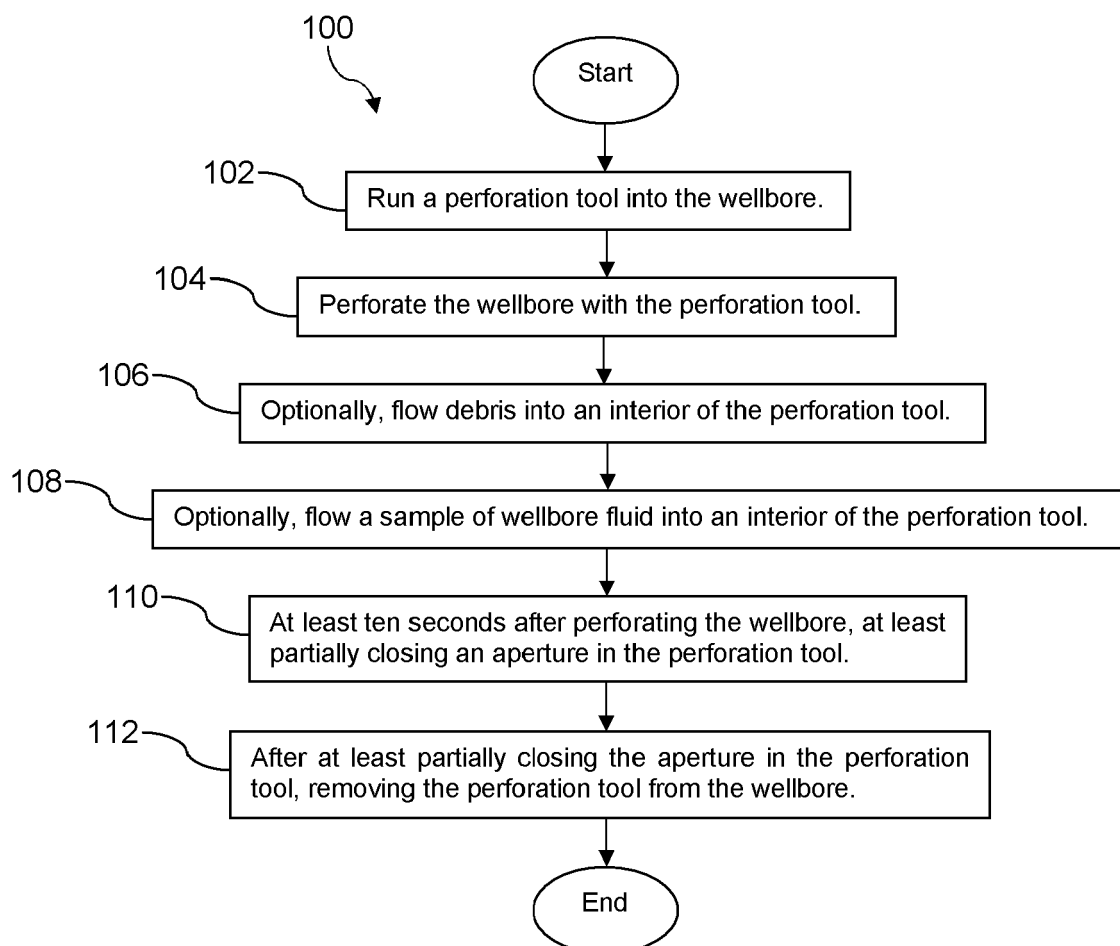 100
Start
102
Run a perforation tool into the wellbore.
104
Perforate the wellbore with the perforation tool.
106
Optionally, flow debris into an interior of the perforation tool.
108
Optionally, flow a sample of wellbore fluid into an interior of the perforation tool.
110
At least ten seconds after perforating the wellbore, at least
partially closing an aperture in the perforation tool.
112
After at least partially closing the aperture in the perforation
tool, removing the perforation tool from the wellbore.
End